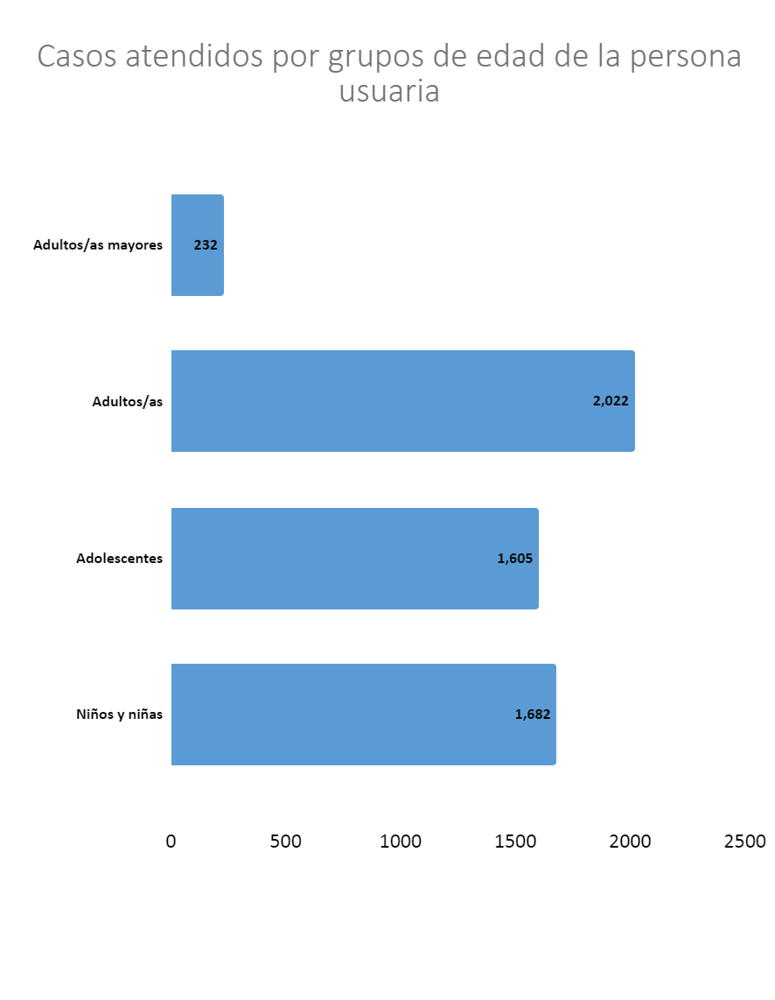 Casos atendidos por grupos de edad de la persona
usuaria
Adultos/as mayores
232
Adultos/as
2,022
Adolescentes
1,605
Niños y niñas
1,682
0 500 1000 1500 2000 2500